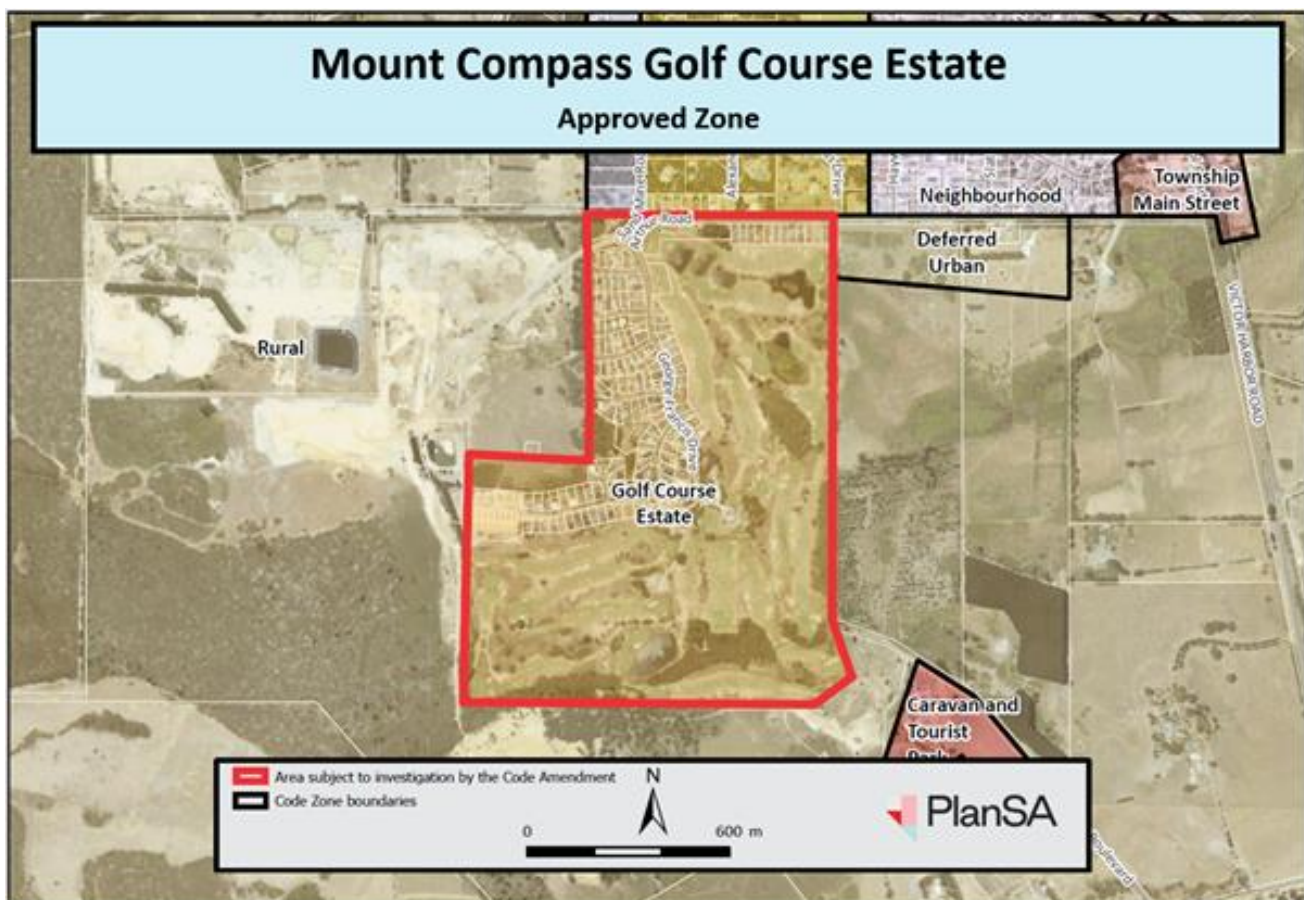 Mount Compass Golf Course Estate
Approved Zone
Neighbourhood
Township
Main Street
Road
Deferred
Urban
VICTOR HARBOR ROAD
Rural
George Francis Drive
Golf Course
Estate
Caravan and
Tourist
Park
Area subject to investigation by the Code Amendment
Code Zone boundaries
N
0
600 m
PlanSA